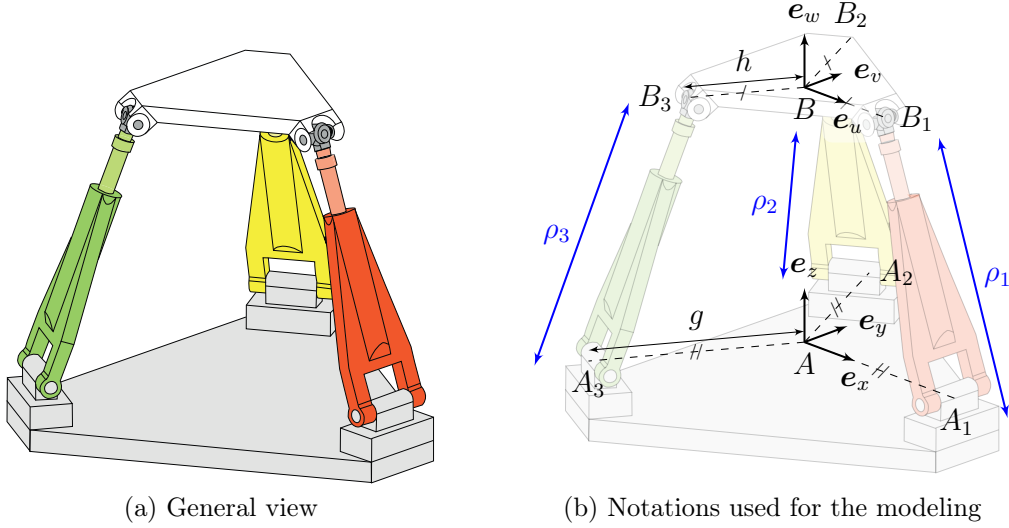 e_w
B_2
h
e_v
B_3
B
e_u
B_1
ρ_2
ρ_3
e_z
A_2
ρ_1
g
e_y
A_3
A
e_x
A_1
(a) General view
(b) Notations used for the modeling